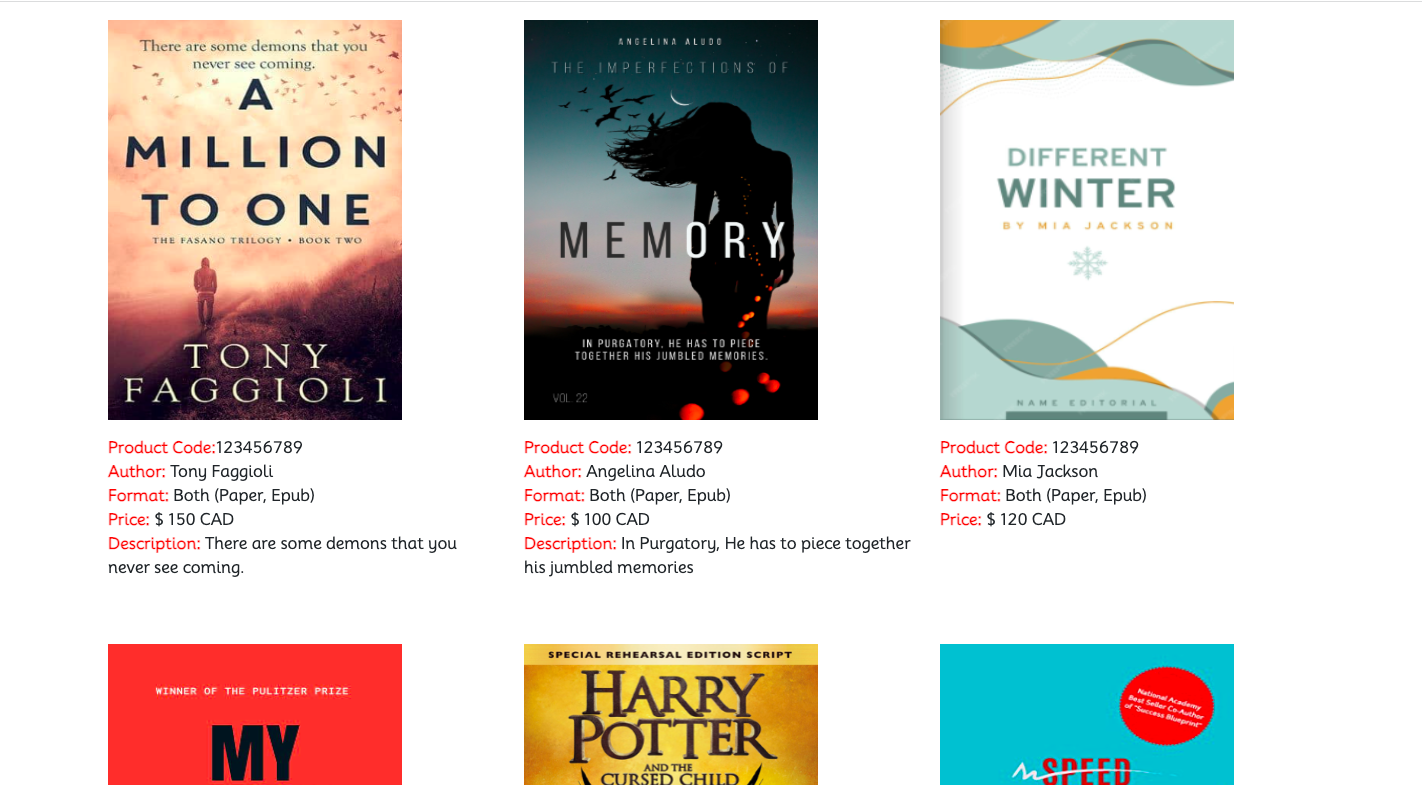 There are some demons that you
never see coming.
A
MILLION
TO ONE
THE FASANO TRILOGY • BOOK TWO
TONY
FAGGIOLI
Product Code:123456789
Author: Tony Faggioli
Format: Both (Paper, Epub)
Price: $ 150 CAD
Description: There are some demons that you
never see coming.
ANGELINA ALUDO
THE IMPERFECTIONS OF
MEMORY
IN PURGATORY, HE HAS TO PIECE
TOGETHER HIS JUMBLED MEMORIES.
VOL. 22
Product Code: 123456789
Author: Angelina Aludo
Format: Both (Paper, Epub)
Price: $ 100 CAD
Description: In Purgatory, He has to piece together
his jumbled memories
DIFFERENT
WINTER
BY MIA JACKSON
NAME EDITORIAL
Product Code: 123456789
Author: Mia Jackson
Format: Both (Paper, Epub)
Price: $ 120 CAD
WINNER OF THE PULITZER PRIZE
MY
SPECIAL REHEARSAL EDITION SCRIPT
HARRY
POTTER
AND THE
CURSED CHILD
National Academy
Best Seller Co-Author
of "Success Blueprint"
SPEED